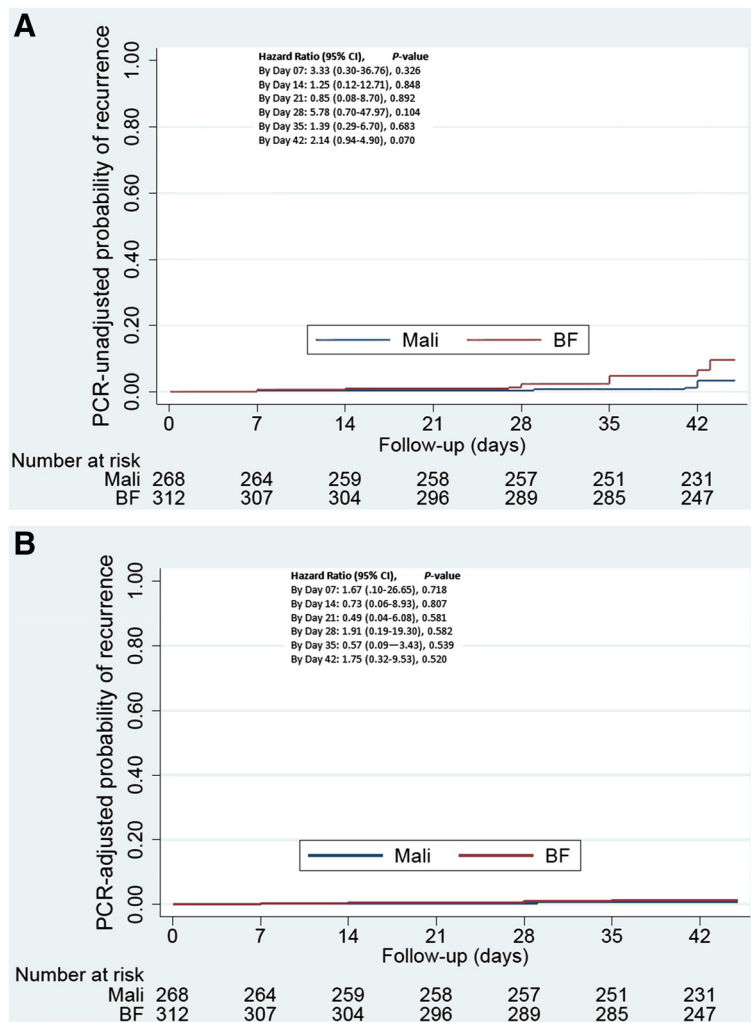 A
PCR-unadjusted probability of recurrence
Hazard Ratio (95% CI), P-value
By Day 07: 3.33 (0.30-36.76), 0.326
By Day 14: 1.25 (0.12-12.71), 0.848
By Day 21: 0.85 (0.08-8.70), 0.892
By Day 28: 5.78 (0.70-47.97), 0.104
By Day 35: 1.39 (0.29-6.70), 0.683
By Day 42: 2.14 (0.94-4.90), 0.070
1.00
0.80
0.60
0.40
0.20
0.00
Mali BF
0 7 14 21 28 35 42
Follow-up (days)
Number at risk
Mali 268 264 259 258 257 251 231
BF 312 307 304 296 289 285 247
B
PCR-adjusted probability of recurrence
Hazard Ratio (95% CI), P-value
By Day 07: 1.67 (.10-26.65), 0.718
By Day 14: 0.73 (0.06-8.93), 0.807
By Day 21: 0.49 (0.04-6.08), 0.581
By Day 28: 1.91 (0.19-19.30), 0.582
By Day 35: 0.57 (0.09—3.43), 0.539
By Day 42: 1.75 (0.32-9.53), 0.520
1.00
0.80
0.60
0.40
0.20
0.00
Mali BF
0 7 14 21 28 35 42
Follow-up (days)
Number at risk
Mali 268 264 259 258 257 251 231
BF 312 307 304 296 289 285 247